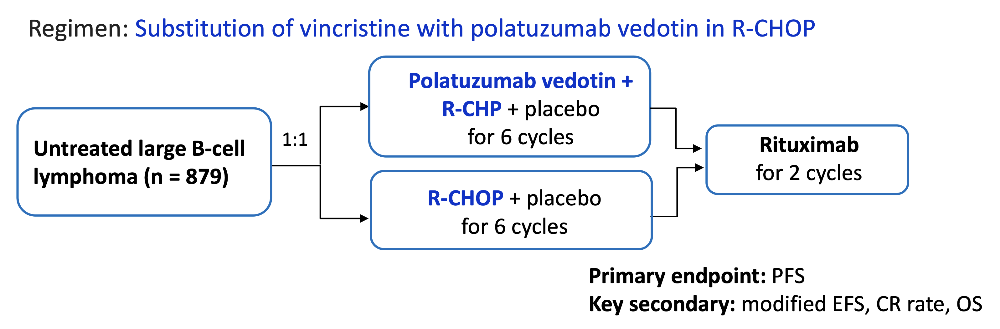 Regimen: Substitution of vincristine with polatuzumab vedotin in R-CHOP
Untreated large B-cell
lymphoma (n = 879)
1:1
Polatuzumab vedotin +
R-CHP + placebo
for 6 cycles
R-CHOP + placebo
for 6 cycles
Rituximab
for 2 cycles
Primary endpoint: PFS
Key secondary: modified EFS, CR rate, OS